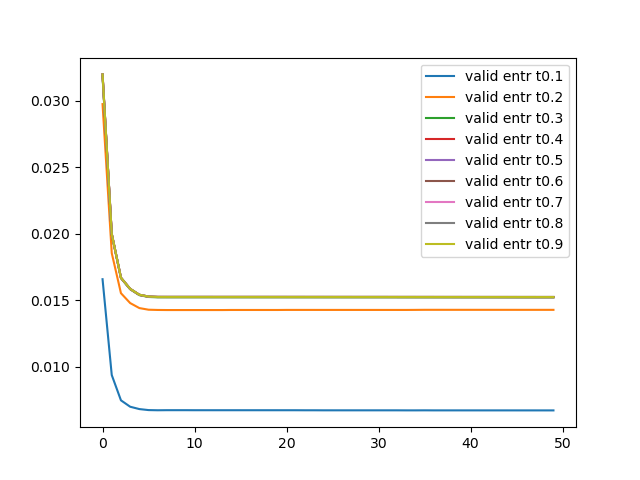 0.030
0.025
0.020
0.015
0.010
0
10
20
30
40
50
valid entr t0.1
valid entr t0.2
valid entr t0.3
valid entr t0.4
valid entr t0.5
valid entr t0.6
valid entr t0.7
valid entr t0.8
valid entr t0.9